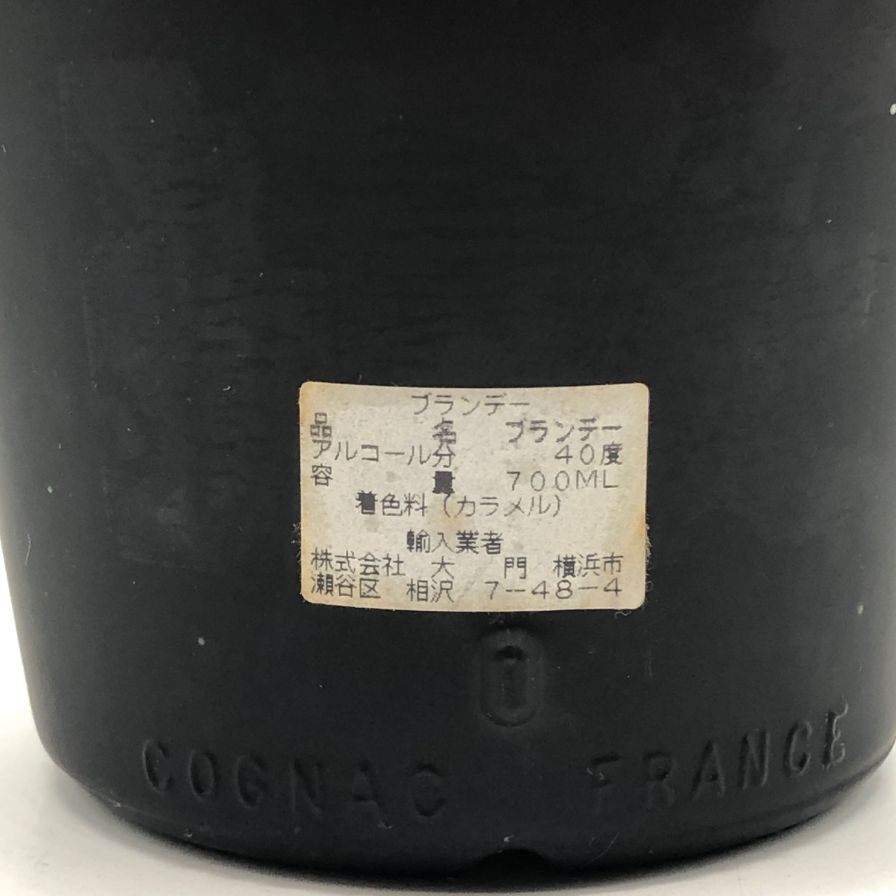 ブランデー
品 名 ブランデー
アルコール分 40度
容 量 700ML
着色料(カラメル)
輸入業者
株式会社 大 門 横浜市
瀬谷区 相沢 7-48-4
1
COGNAC FRANCE